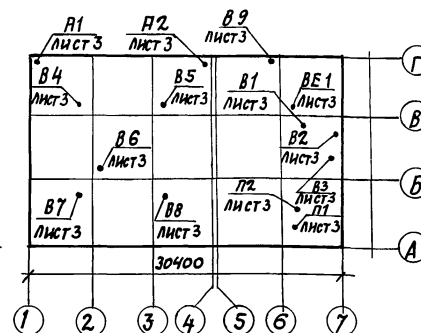 А1
лист 3
А2
лист 3
В9
лист 3
Г
В4
лист 3
В5
лист 3
В1
лист 3
ВЕ1
лист 3
В
В6
лист 3
В2
лист 3
В7
лист 3
В8
лист 3
П2
лист 3
В3
лист 3
Б
П1
лист 3
А
30400
1
2
3
4
5
6
7